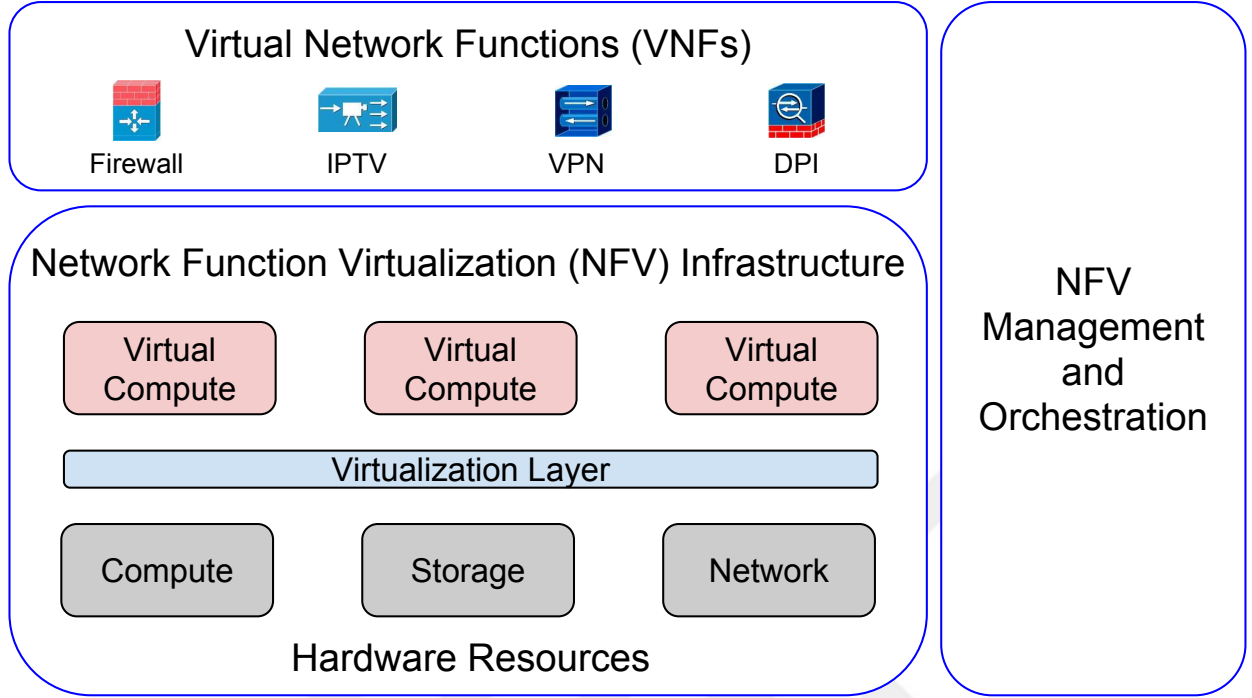 Virtual Network Functions (VNFs)
Firewall
IPTV
VPN
DPI
Network Function Virtualization (NFV) Infrastructure
Virtual
Compute
Virtual
Compute
Virtual
Compute
Virtualization Layer
Compute
Storage
Network
Hardware Resources
NFV
Management
and
Orchestration